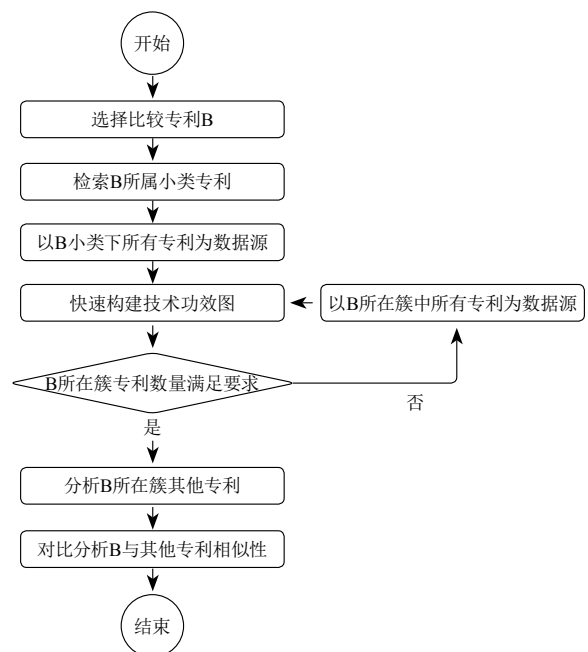 开始
选择比较专利B
检索B所属小类专利
以B小类下所有专利为数据源
快速构建技术功效图
以B所在簇中所有专利为数据源
B所在簇专利数量满足要求
否
是
分析B所在簇其他专利
对比分析B与其他专利相似性
结束